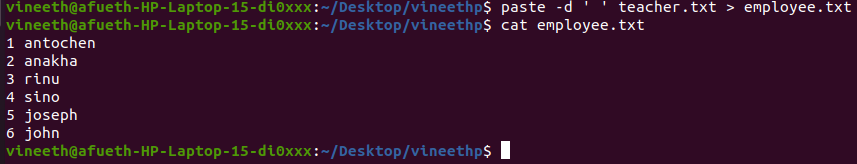 vineeth@afueth-HP-Laptop-15-di0xxx:~/Desktop/vineethp$ paste -d ' ' teacher.txt > employee.txt
vineeth@afueth-HP-Laptop-15-di0xxx:~/Desktop/vineethp$ cat employee.txt
1 antochen
2 anakha
3 rinu
4 sino
5 joseph
6 john
vineeth@afueth-HP-Laptop-15-di0xxx:~/Desktop/vineethp$